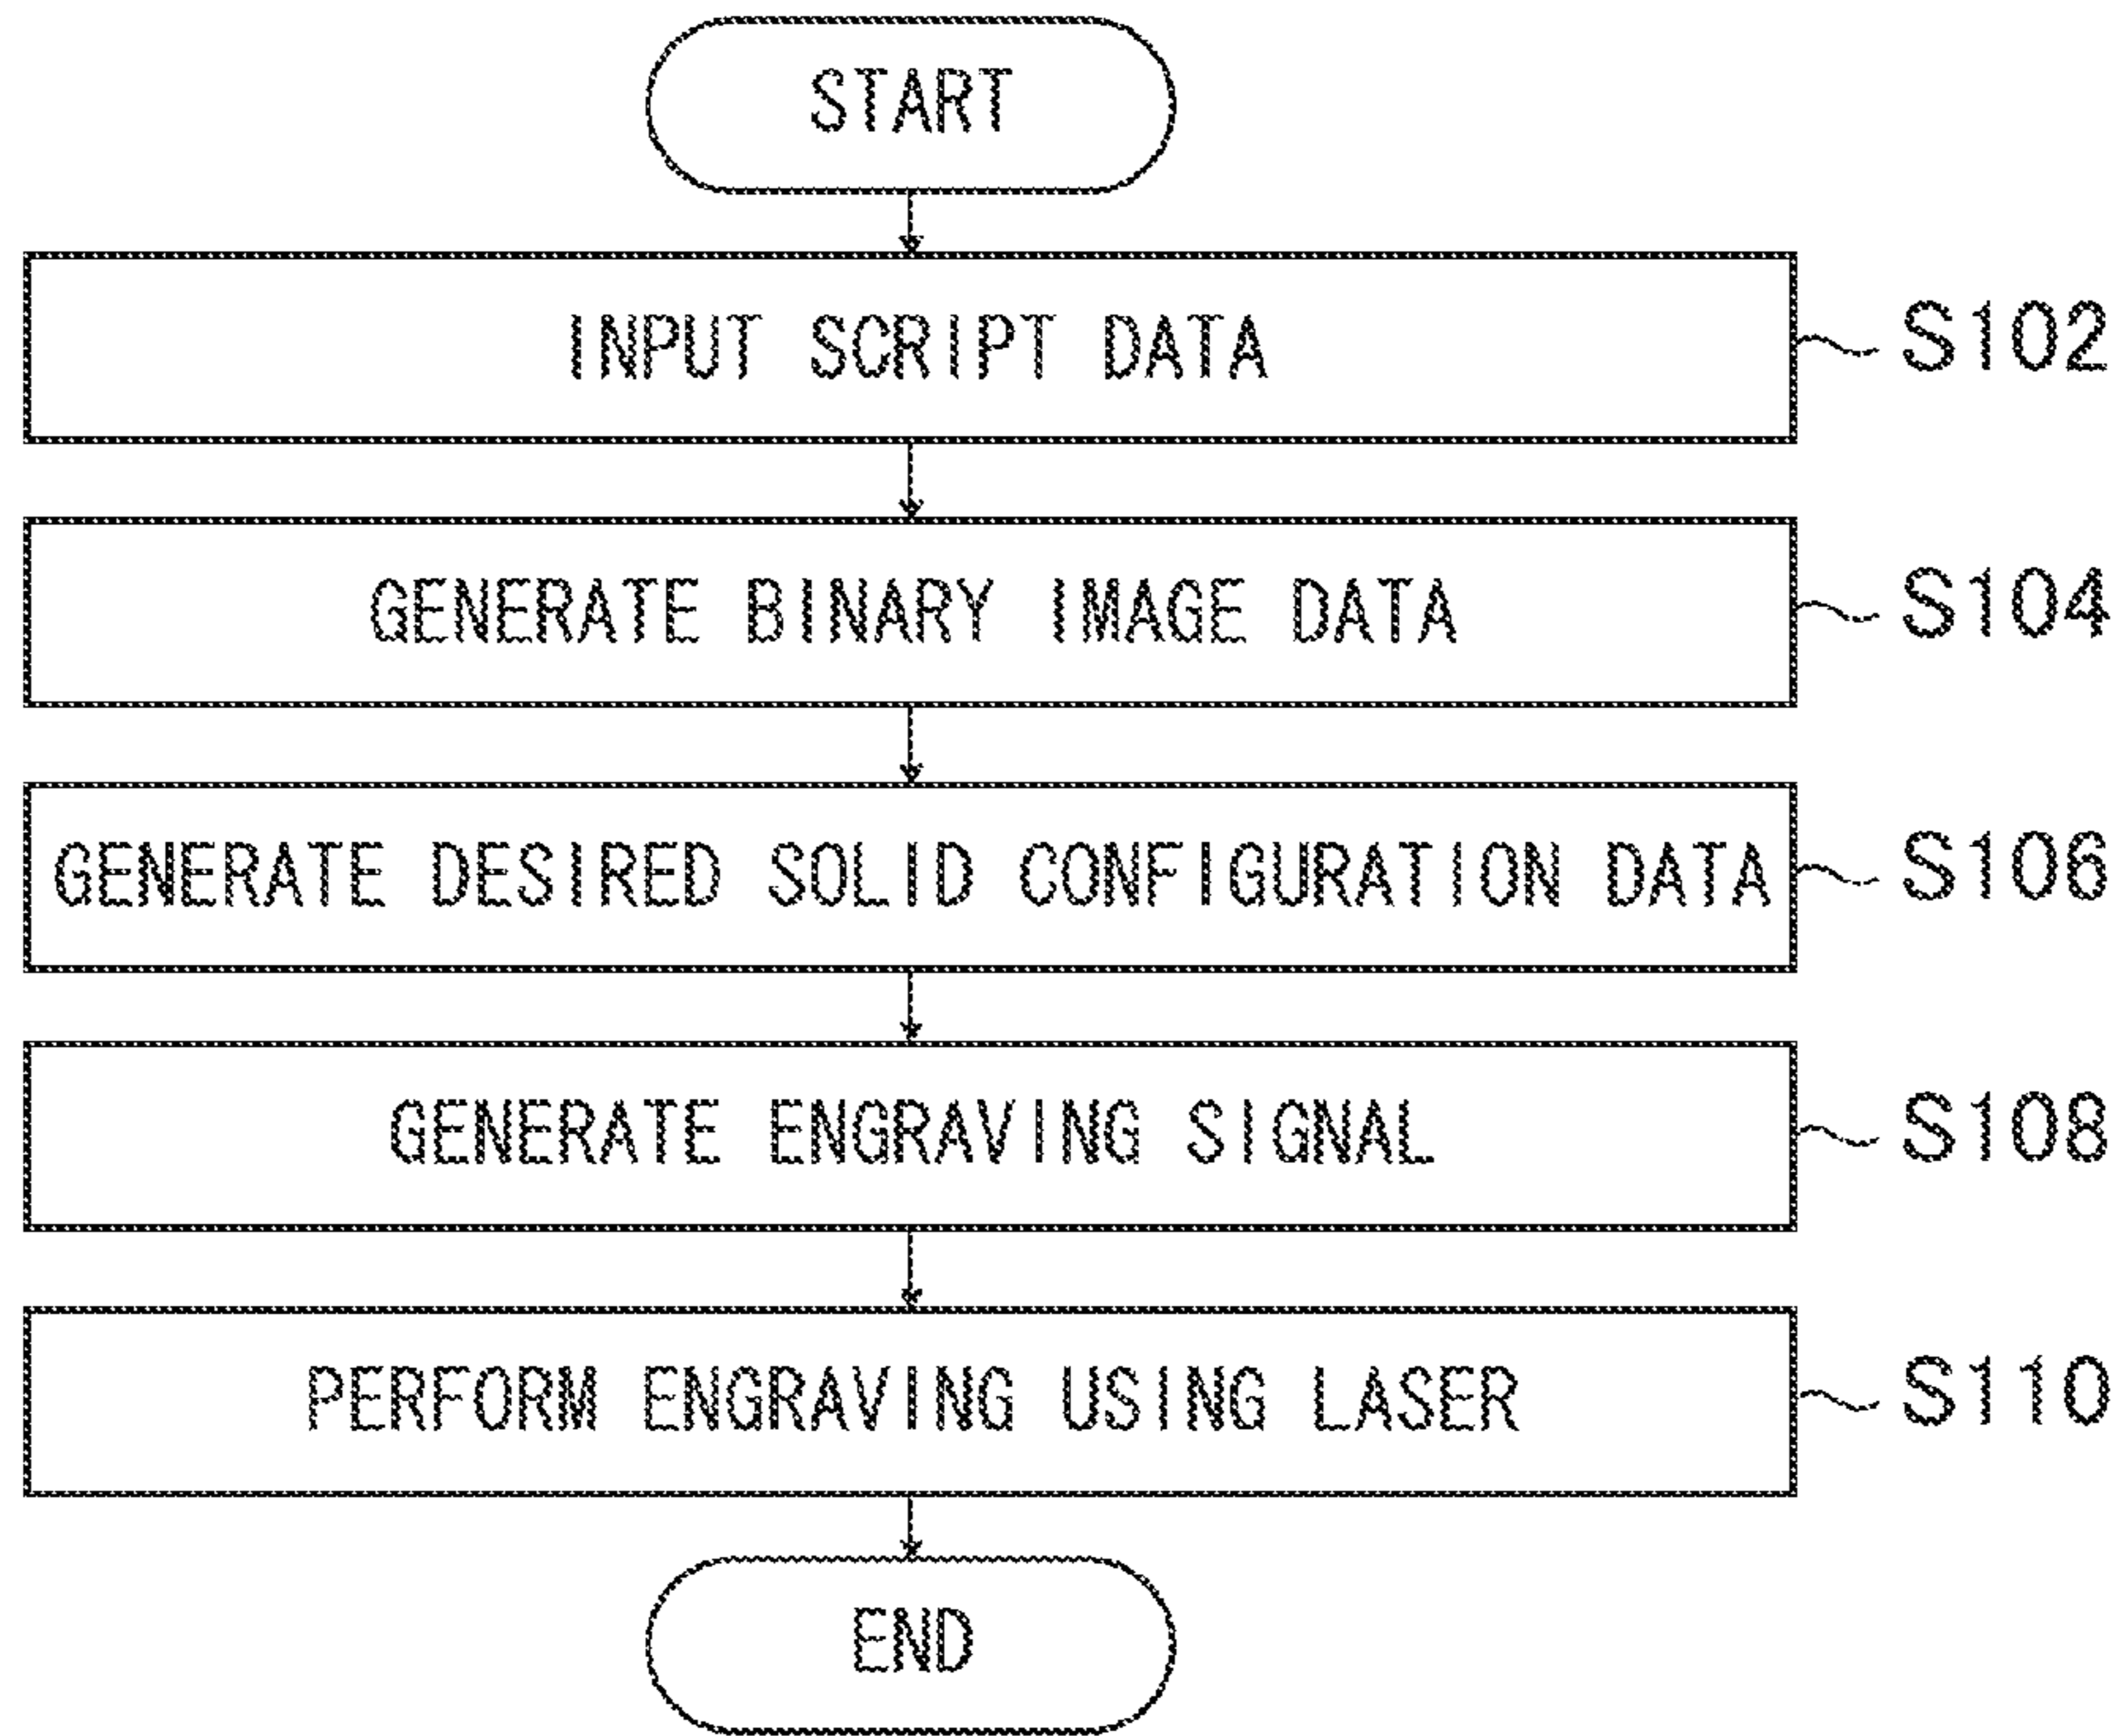 START
INPUT SCRIPT DATA
S102
GENERATE BINARY IMAGE DATA
S104
GENERATE DESIRED SOLID CONFIGURATION DATA
S106
GENERATE ENGRAVING SIGNAL
S108
PERFORM ENGRAVING USING LASER
S110
END